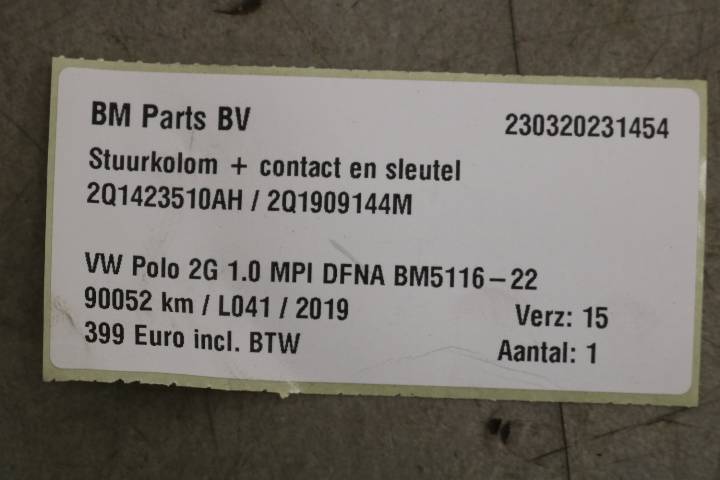 BM Parts BV 230320231454
Stuurkolom + contact en sleutel
2Q1423510AH / 2Q1909144M
VW Polo 2G 1.0 MPI DFNA BM5116-22
90052 km / L041 / 2019 Verz: 15
399 Euro incl. BTW Aantal: 1